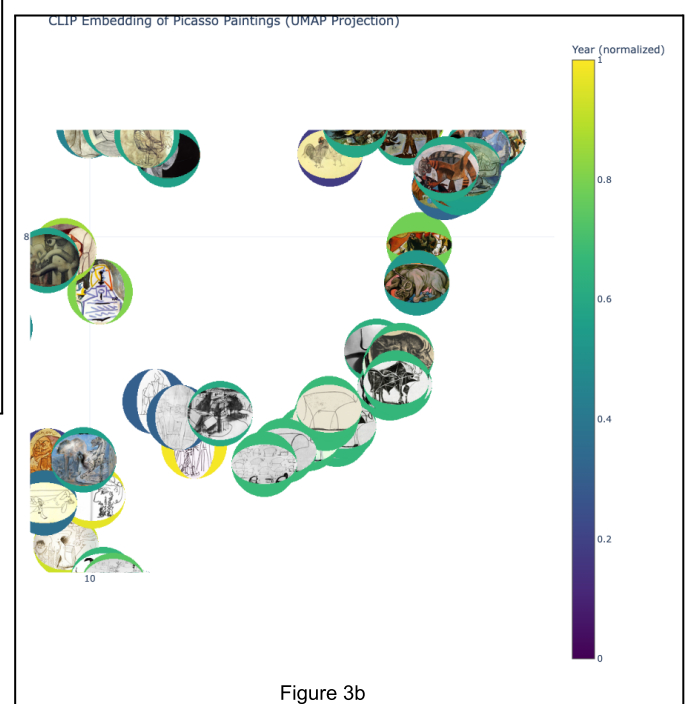 CLIP Embedding of Picasso Paintings (UMAP Projection)
Year (normalized)
1
0.8
8
0.6
0.4
0.2
10
0
Figure 3b